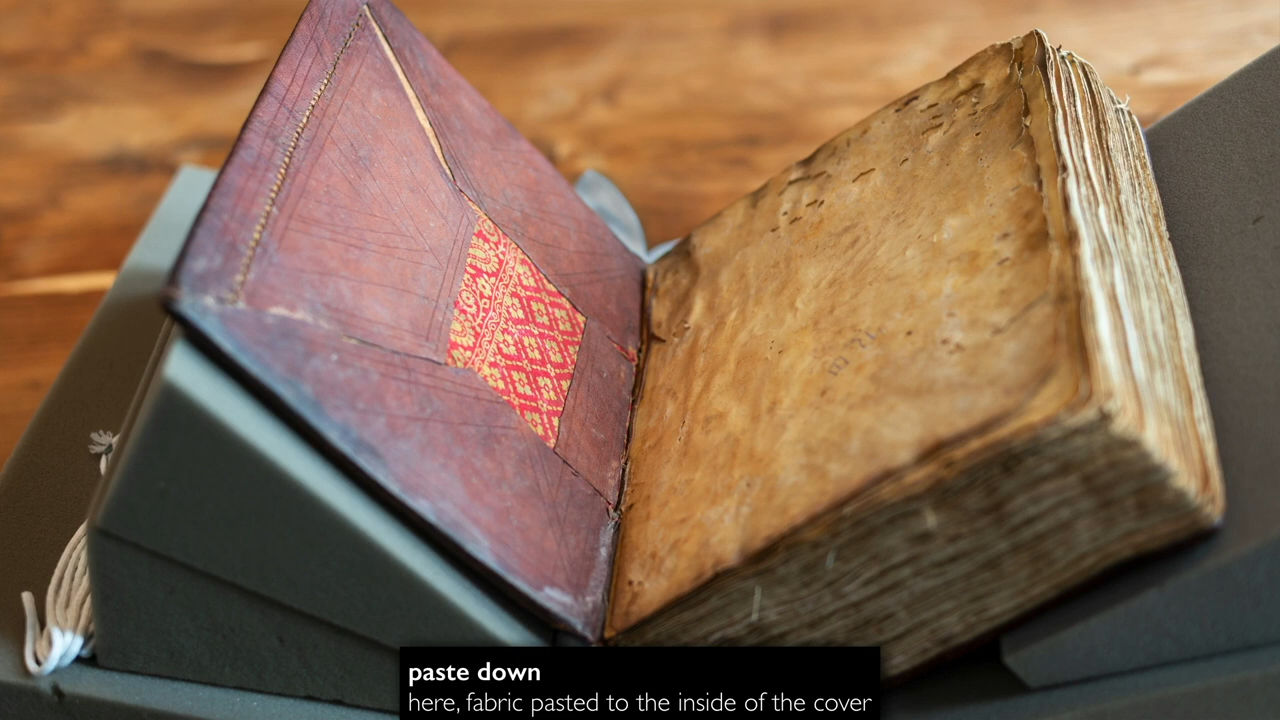 paste down
here, fabric pasted to the inside of the cover